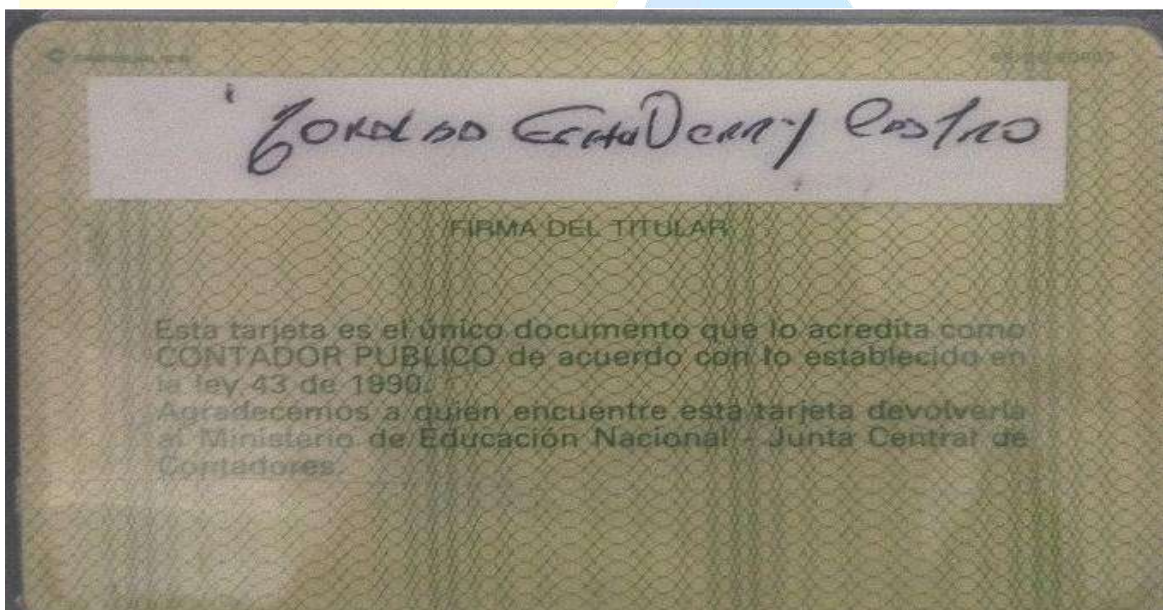 Castro
FIRMA DEL TITULAR
Esta tarjeta es el único documento que lo acredita como
CONTADOR PUBLICO de acuerdo con lo establecido en
la ley 43 de 1990.
Agradecemos a quien encuentre esta tarjeta devolverla
al Ministerio de Educación Nacional - Junta Central de
Contadores.